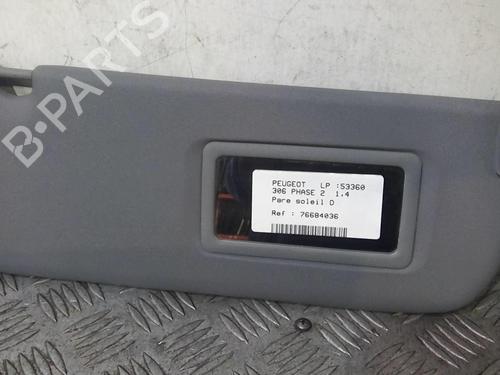 B-PARTS
PEUGEOT LP :53360
306 PHASE 2 1.4
Pare soleil D
Ref : 76684036